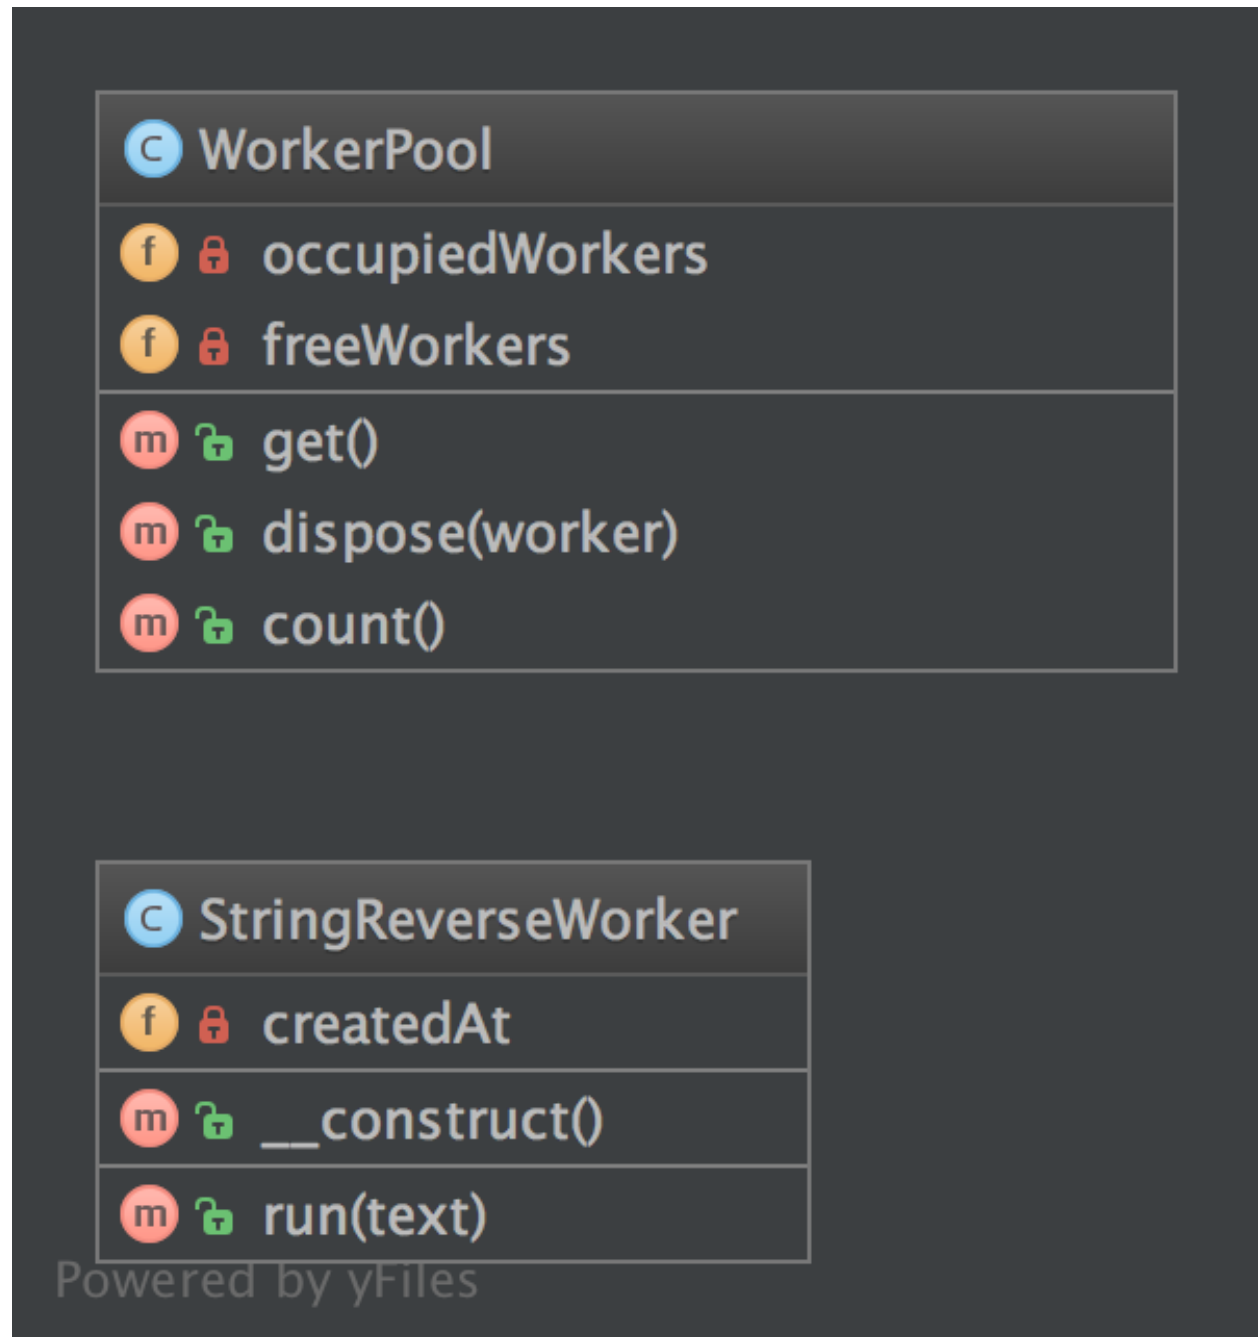 C WorkerPool
f occupiedWorkers
f freeWorkers
m get()
m dispose(worker)
m count()
C StringReverseWorker
f createdAt
m __construct()
m run(text)
Powered by yFiles